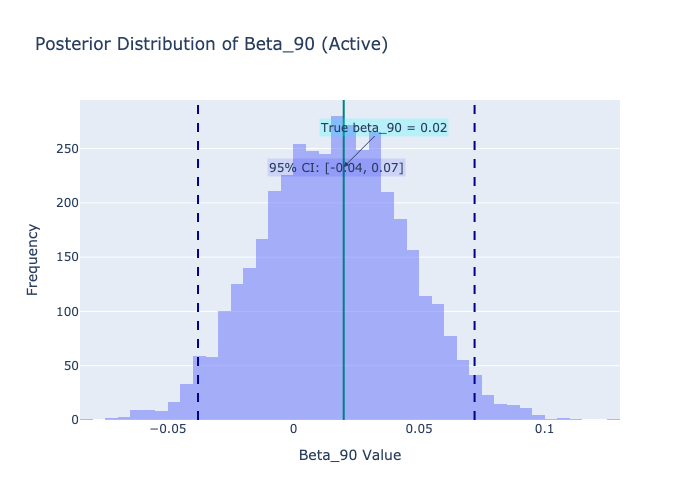 Posterior Distribution of Beta_90 (Active)
True beta_90 = 0.02
95% CI: [-0.04, 0.07]
250
200
150
100
50
0
Frequency
−0.05
0
0.05
0.1
Beta_90 Value